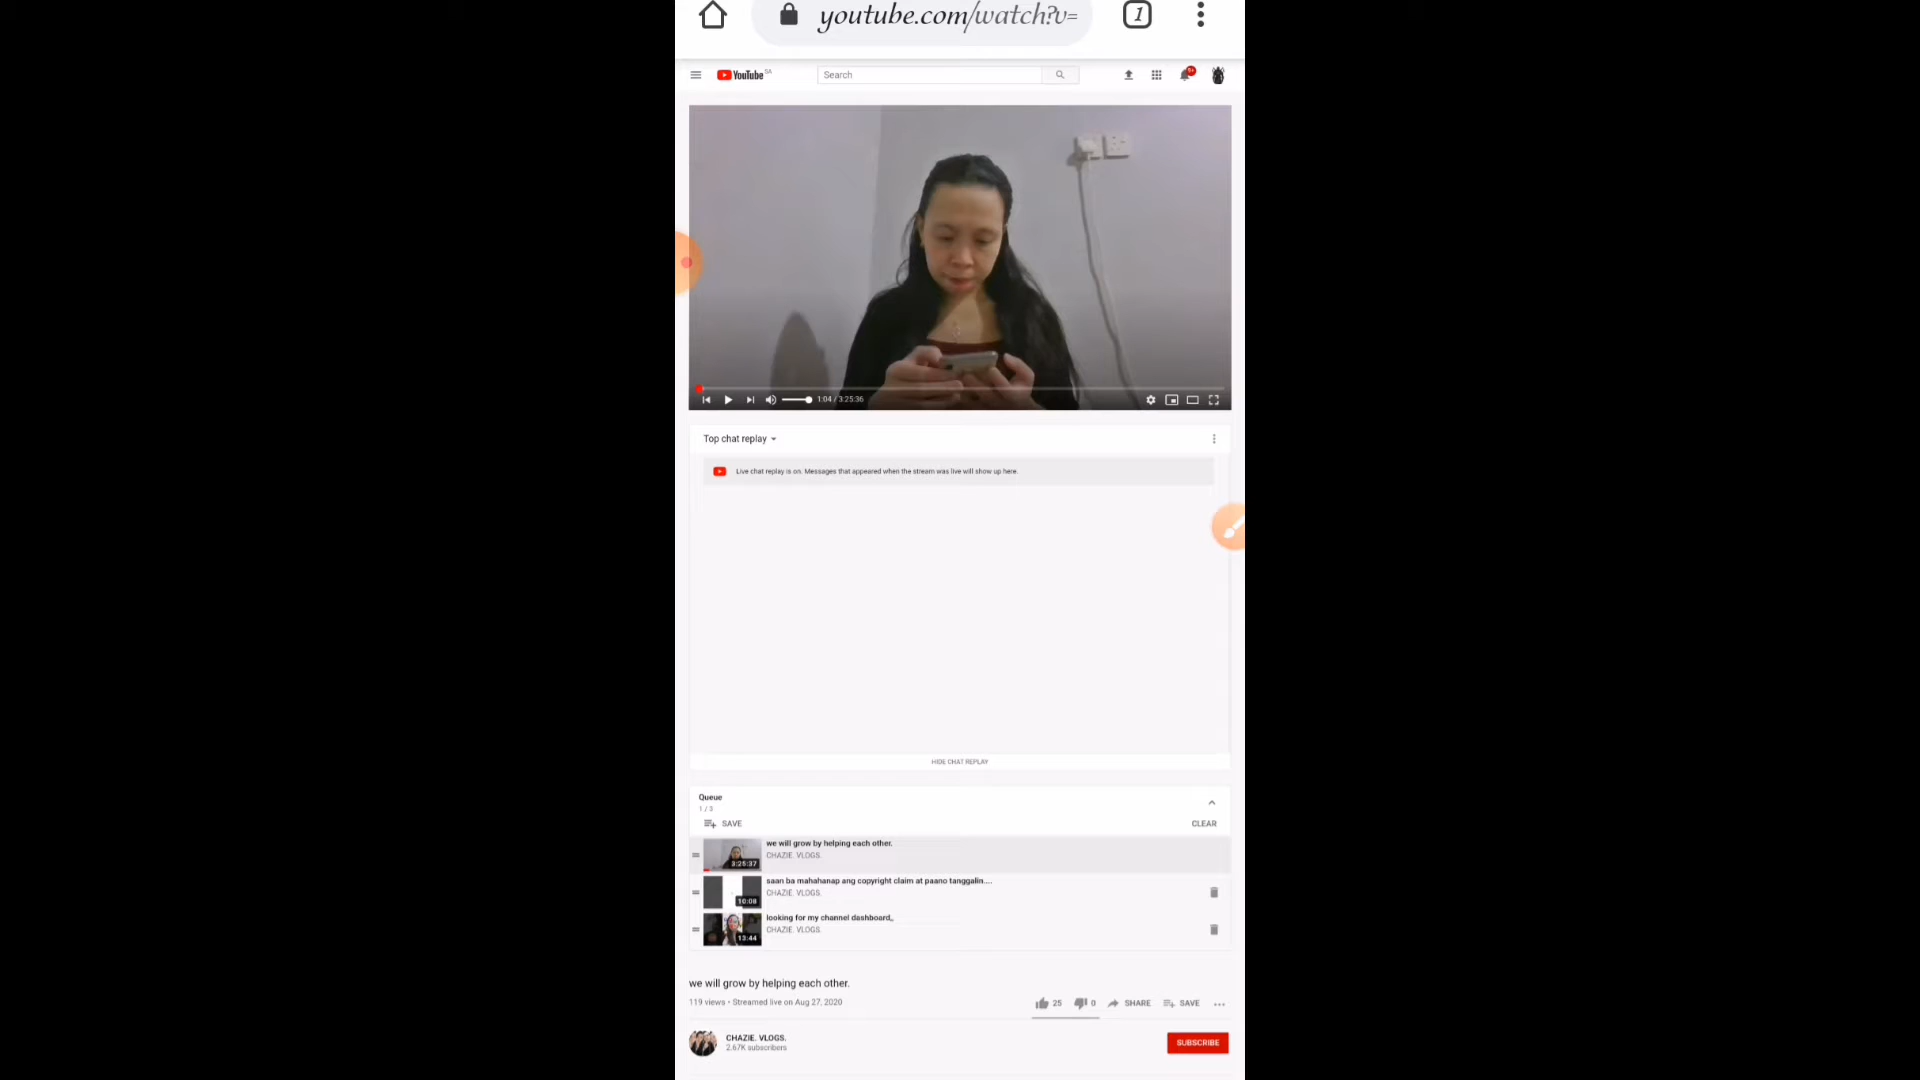 youtube.com/watch?v=
1
YouTube SA
Search
9+
1:04 / 3:25:36
Top chat replay
Live chat replay is on. Messages that appeared when the stream was live will show up here.
HIDE CHAT REPLAY
Queue
1 / 3
SAVE
CLEAR
we will grow by helping each other.
CHAZIE. VLOGS.
3:25:37
saan ba mahahanap ang copyright claim at paano tanggalin....
CHAZIE. VLOGS.
10:08
looking for my channel dashboard,,
CHAZIE. VLOGS.
13:44
we will grow by helping each other.
119 views • Streamed live on Aug 27, 2020
25
0
SHARE
SAVE
CHAZIE. VLOGS.
2.67K subscribers
SUBSCRIBE